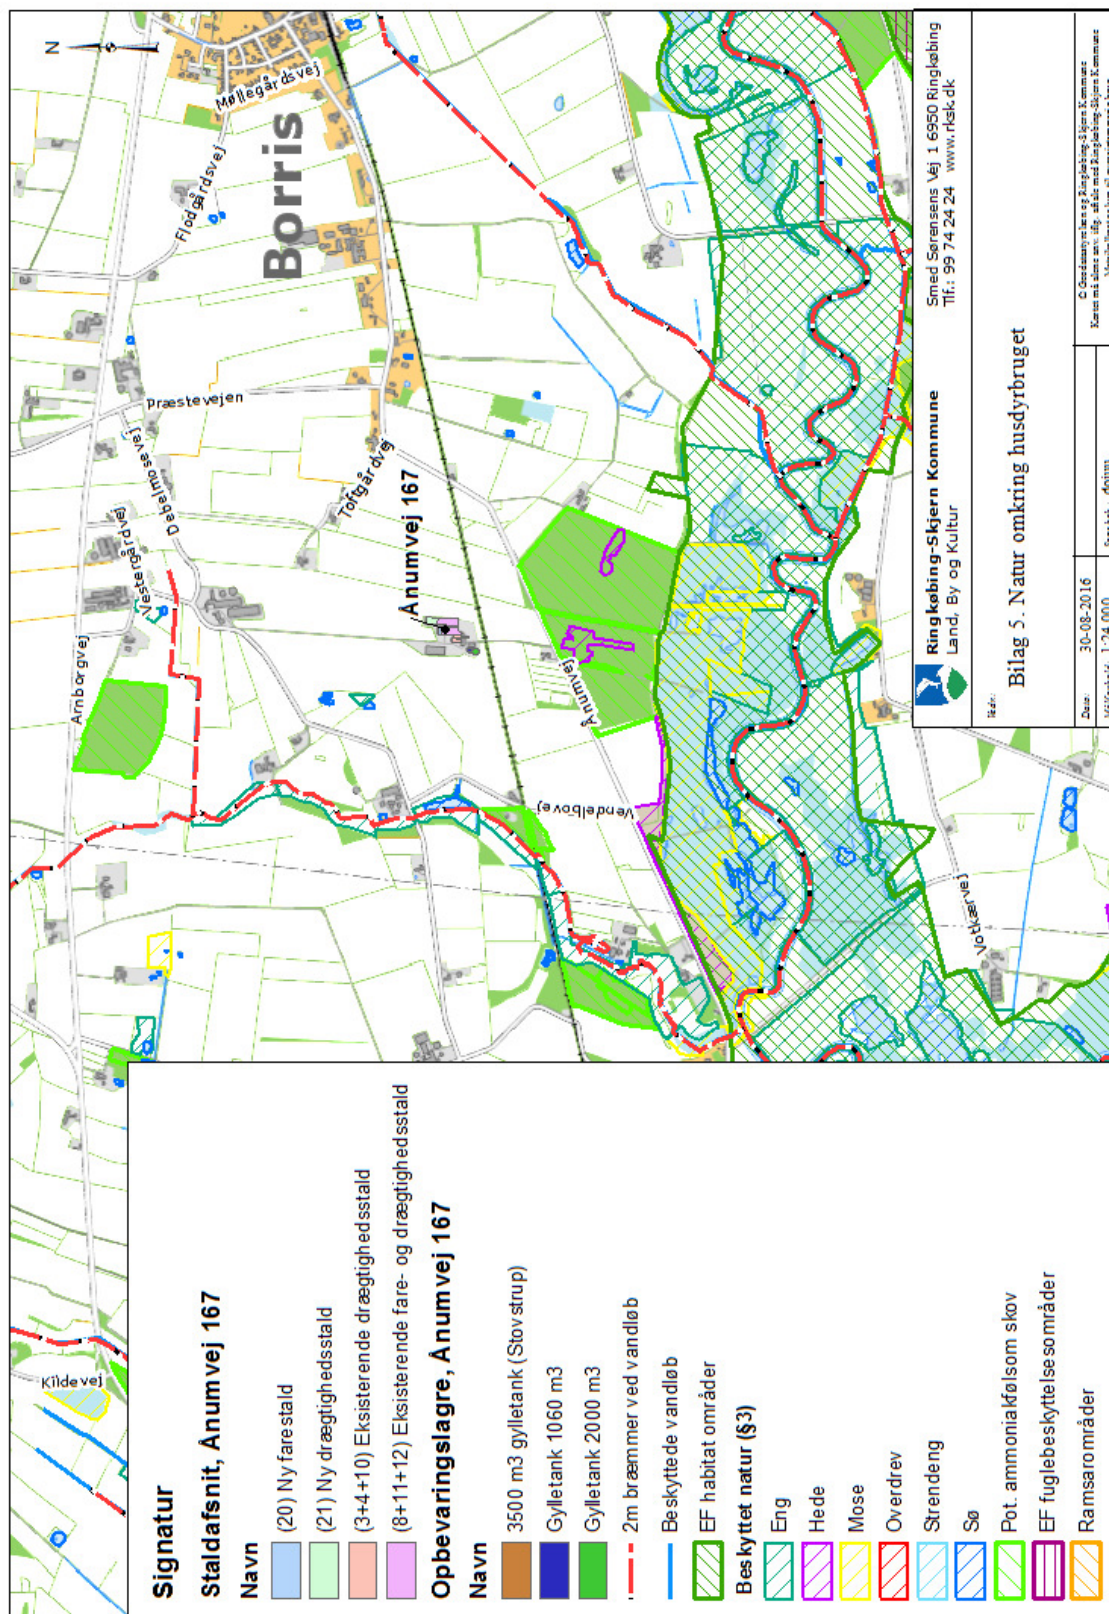 N
Møllegårdsvej
Flodgårdsvej
Borris
Præstevejen
Debelmosevej
Vestergårdvej
Toftgårdvej
Arnborgvej
Ånumvej 167
Ånumvej
Vendelbovej
Votkærvej
Kildevej
Signatur
Staldafsnit, Ånumvej 167
Navn
(20) Ny farestald
(21) Ny drægtighedsstald
(3+4+10) Eksisterende drægtighedsstald
(8+11+12) Eksisterende fare- og drægtighedsstald
Opbevaringslagre, Ånumvej 167
Navn
3500 m3 gylletank (Stovstrup)
Gylletank 1060 m3
Gylletank 2000 m3
2m bræmmer ved vandløb
Beskyttede vandløb
EF habitat områder
Beskyttet natur (§3)
Eng
Hede
Mose
Overdrev
Strendeng
Sø
Pot. ammoniakfølsom skov
EF fuglebeskyttelsesområder
Ramsarområder
Ringkøbing-Skjern Kommune
Land, By og Kultur
Smed Sørensens Vej 1 6950 Ringkøbing
Tlf.: 99 74 24 24 www.rksk.dk
Bilag 5. Natur omkring husdyrbruget
Dato:
30-08-2016
1:24.000